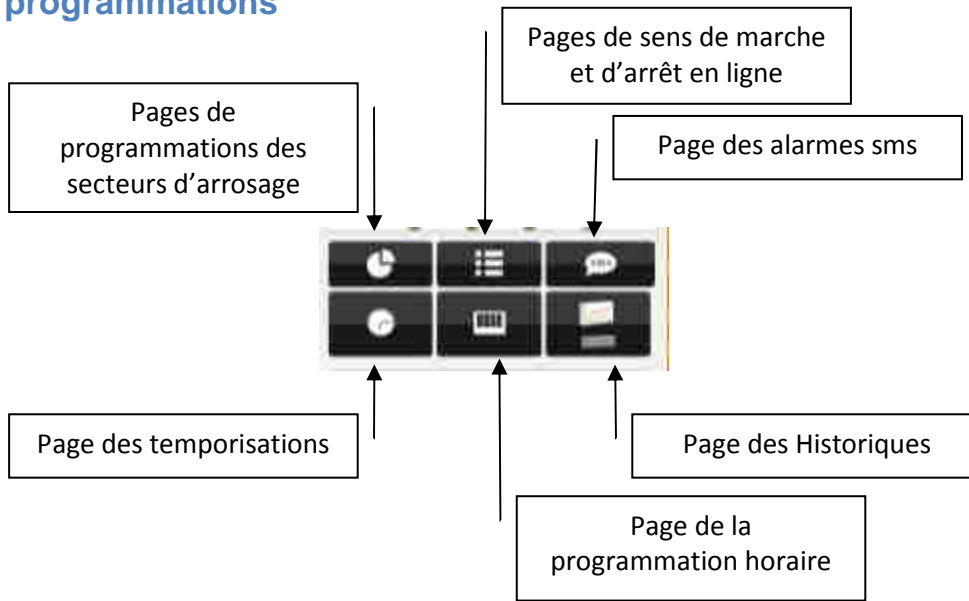 programmations
Pages de sens de marche
et d’arrêt en ligne
Pages de
programmations des
secteurs d’arrosage
Page des alarmes sms
Page des temporisations
Page des Historiques
Page de la
programmation horaire